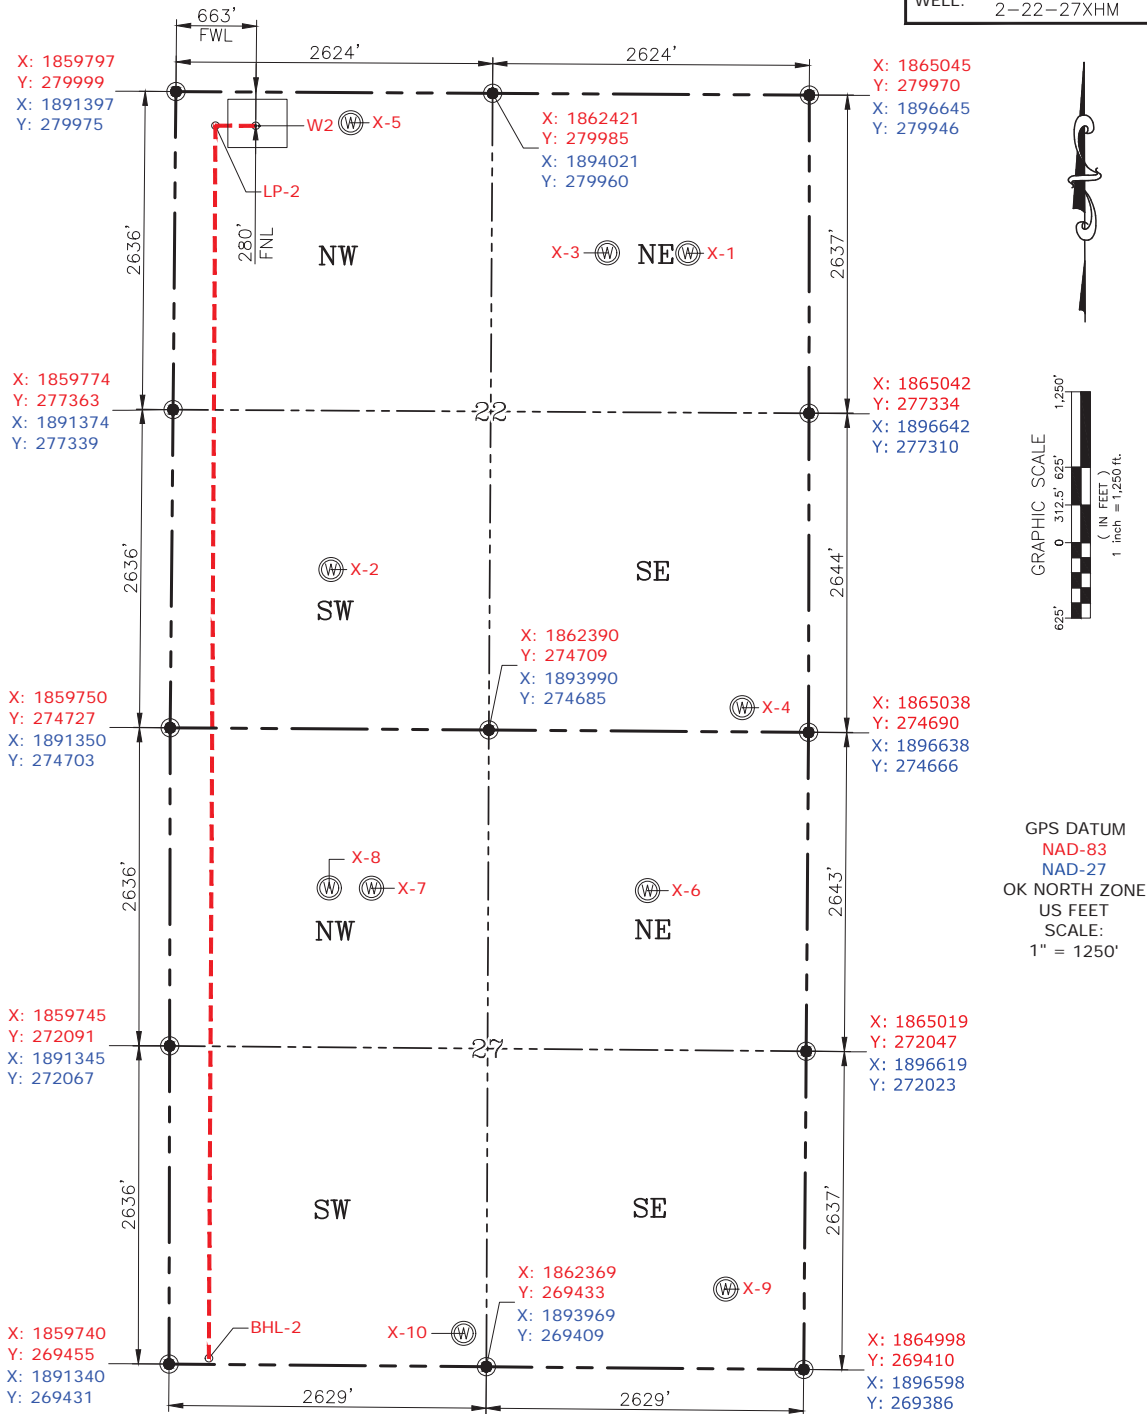 WELL:
2-22-27XHM
663'
FWL
2624'
2624'
X: 1859797
Y: 279999
X: 1891397
Y: 279975
X: 1865045
Y: 279970
X: 1896645
Y: 279946
W2
W
X-5
X: 1862421
Y: 279985
X: 1894021
Y: 279960
LP-2
280'
FNL
2636'
NW
X-3
W
NE
W
X-1
2637'
X: 1859774
Y: 277363
X: 1891374
Y: 277339
22
X: 1865042
Y: 277334
X: 1896642
Y: 277310
GRAPHIC SCALE
1,250'
625'
312.5'
0
625'
( IN FEET )
1 inch = 1,250 ft.
2636'
W
X-2
SW
SE
2644'
X: 1862390
Y: 274709
X: 1893990
Y: 274685
X: 1859750
Y: 274727
X: 1891350
Y: 274703
W
X-4
X: 1865038
Y: 274690
X: 1896638
Y: 274666
GPS DATUM
NAD-83
NAD-27
OK NORTH ZONE
US FEET
SCALE:
1" = 1250'
2636'
X-8
W
W
X-7
W
X-6
NW
NE
2643'
X: 1859745
Y: 272091
X: 1891345
Y: 272067
27
X: 1865019
Y: 272047
X: 1896619
Y: 272023
2636'
SW
SE
2637'
X: 1862369
Y: 269433
X: 1893969
Y: 269409
W
X-9
BHL-2
X-10
W
X: 1859740
Y: 269455
X: 1891340
Y: 269431
X: 1864998
Y: 269410
X: 1896598
Y: 269386
2629'
2629'